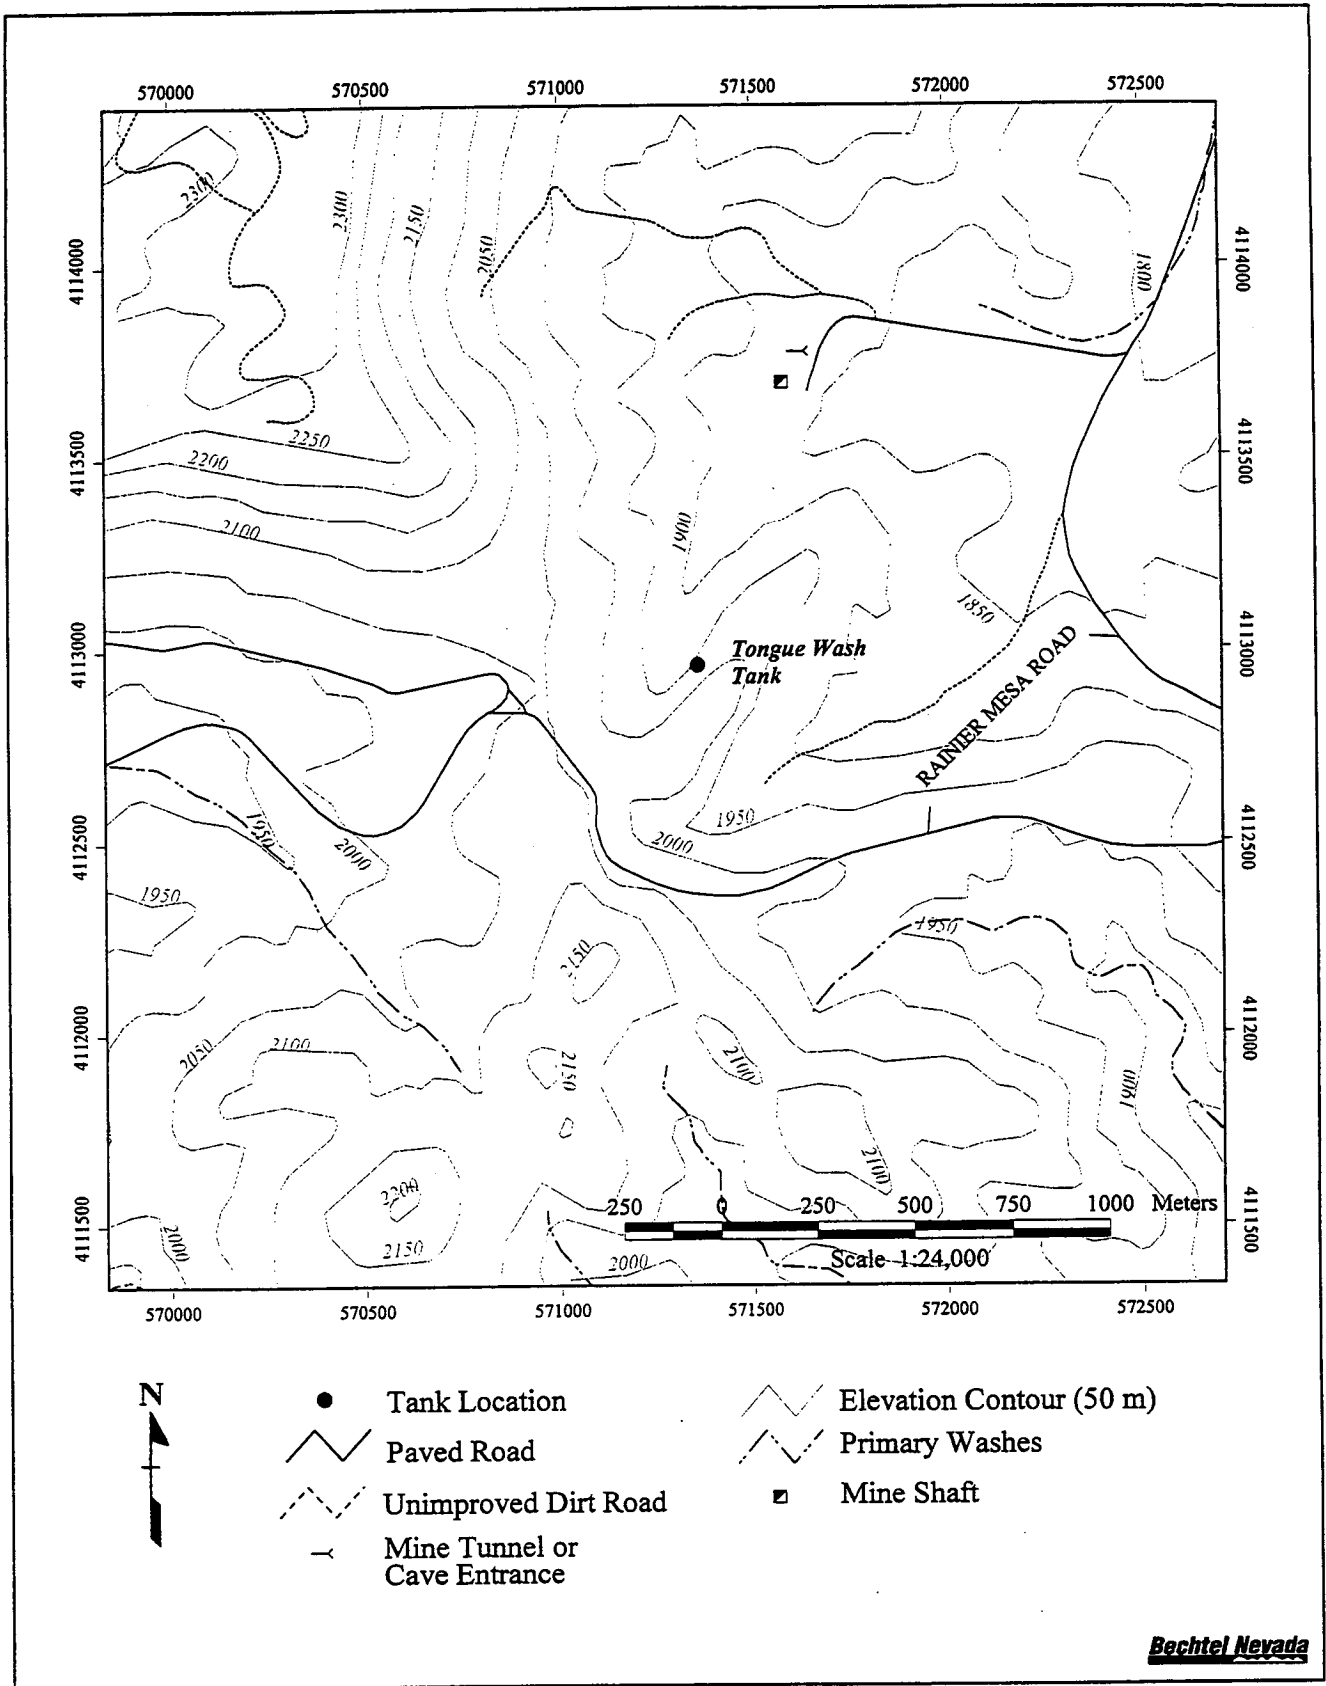 570000 570500 571000 571500 572000 572500
4114000
4113500
4113000
4112500
4112000
4111500
4114000
4113500
4113000
4112500
4112000
4111500
2300
2300
2150
2050
1800
2250
2200
2100
1900
1850
Tongue Wash
Tank
RAINIER MESA ROAD
1950
2000
1950
2000
1950
1950
2150
2050
2100
2150
2100
1900
2100
2200
2150
2000
2000
250 0 250 500 750 1000 Meters
Scale 1:24,000
570000 570500 571000 571500 572000 572500
N
Tank Location
Paved Road
Unimproved Dirt Road
Mine Tunnel or
Cave Entrance
Elevation Contour (50 m)
Primary Washes
Mine Shaft
Bechtel Nevada